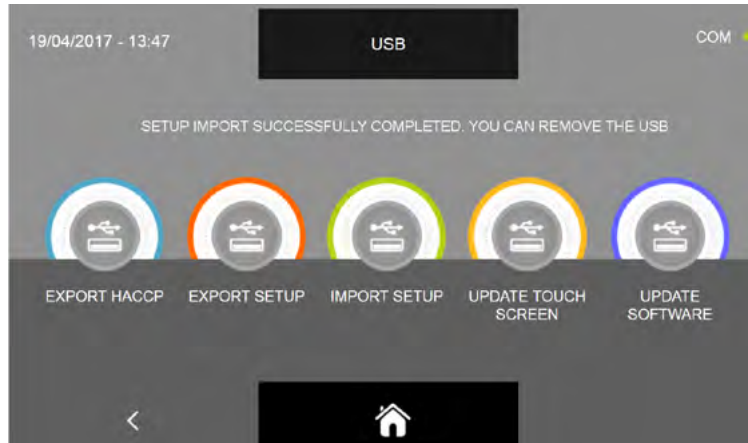 19/04/2017 - 13:47
USB
COM
SETUP IMPORT SUCCESSFULLY COMPLETED. YOU CAN REMOVE THE USB
EXPORT HACCP
EXPORT SETUP
IMPORT SETUP
UPDATE TOUCH
SCREEN
UPDATE
SOFTWARE